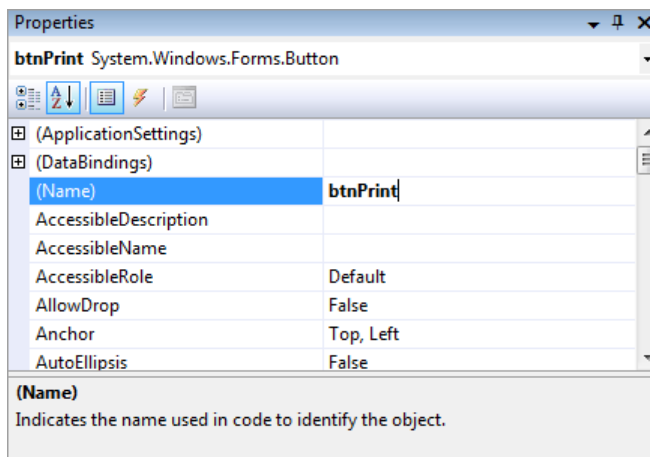 Properties
btnPrint System.Windows.Forms.Button
(ApplicationSettings)
(DataBindings)
(Name) btnPrint
AccessibleDescription
AccessibleName
AccessibleRole Default
AllowDrop False
Anchor Top, Left
AutoEllipsis False
(Name)
Indicates the name used in code to identify the object.